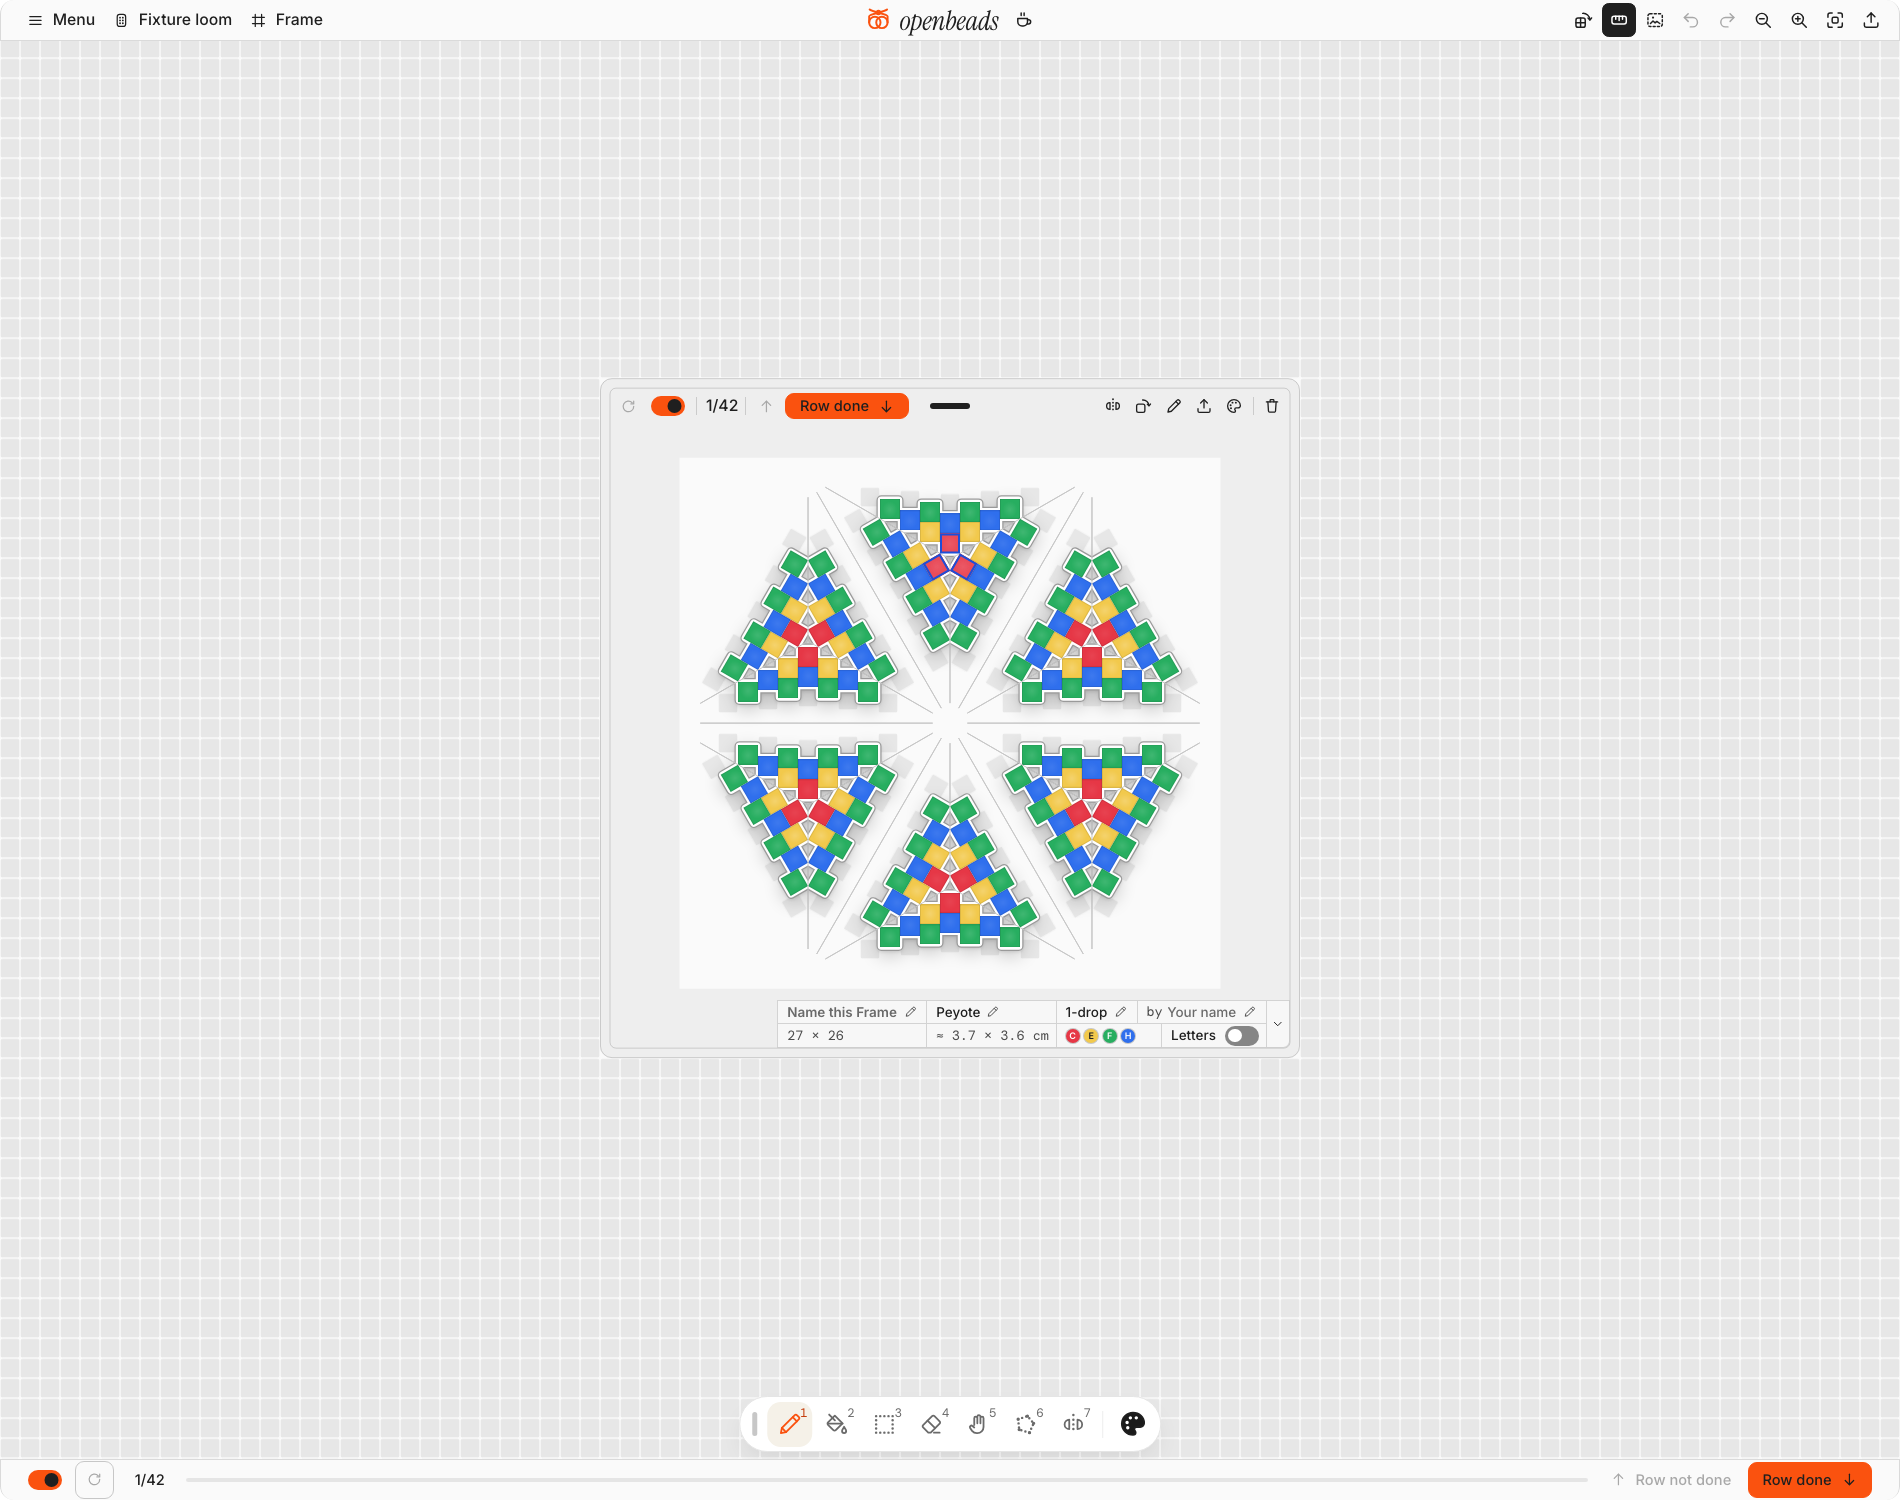 Menu Fixture loom Frame openbeads
1/42 Row done
Name this Frame Peyote 1-drop by Your name
27 × 26 ≈ 3.7 × 3.6 cm C E F H Letters
1 2 3 4 5 6 7
1/42 Row not done Row done